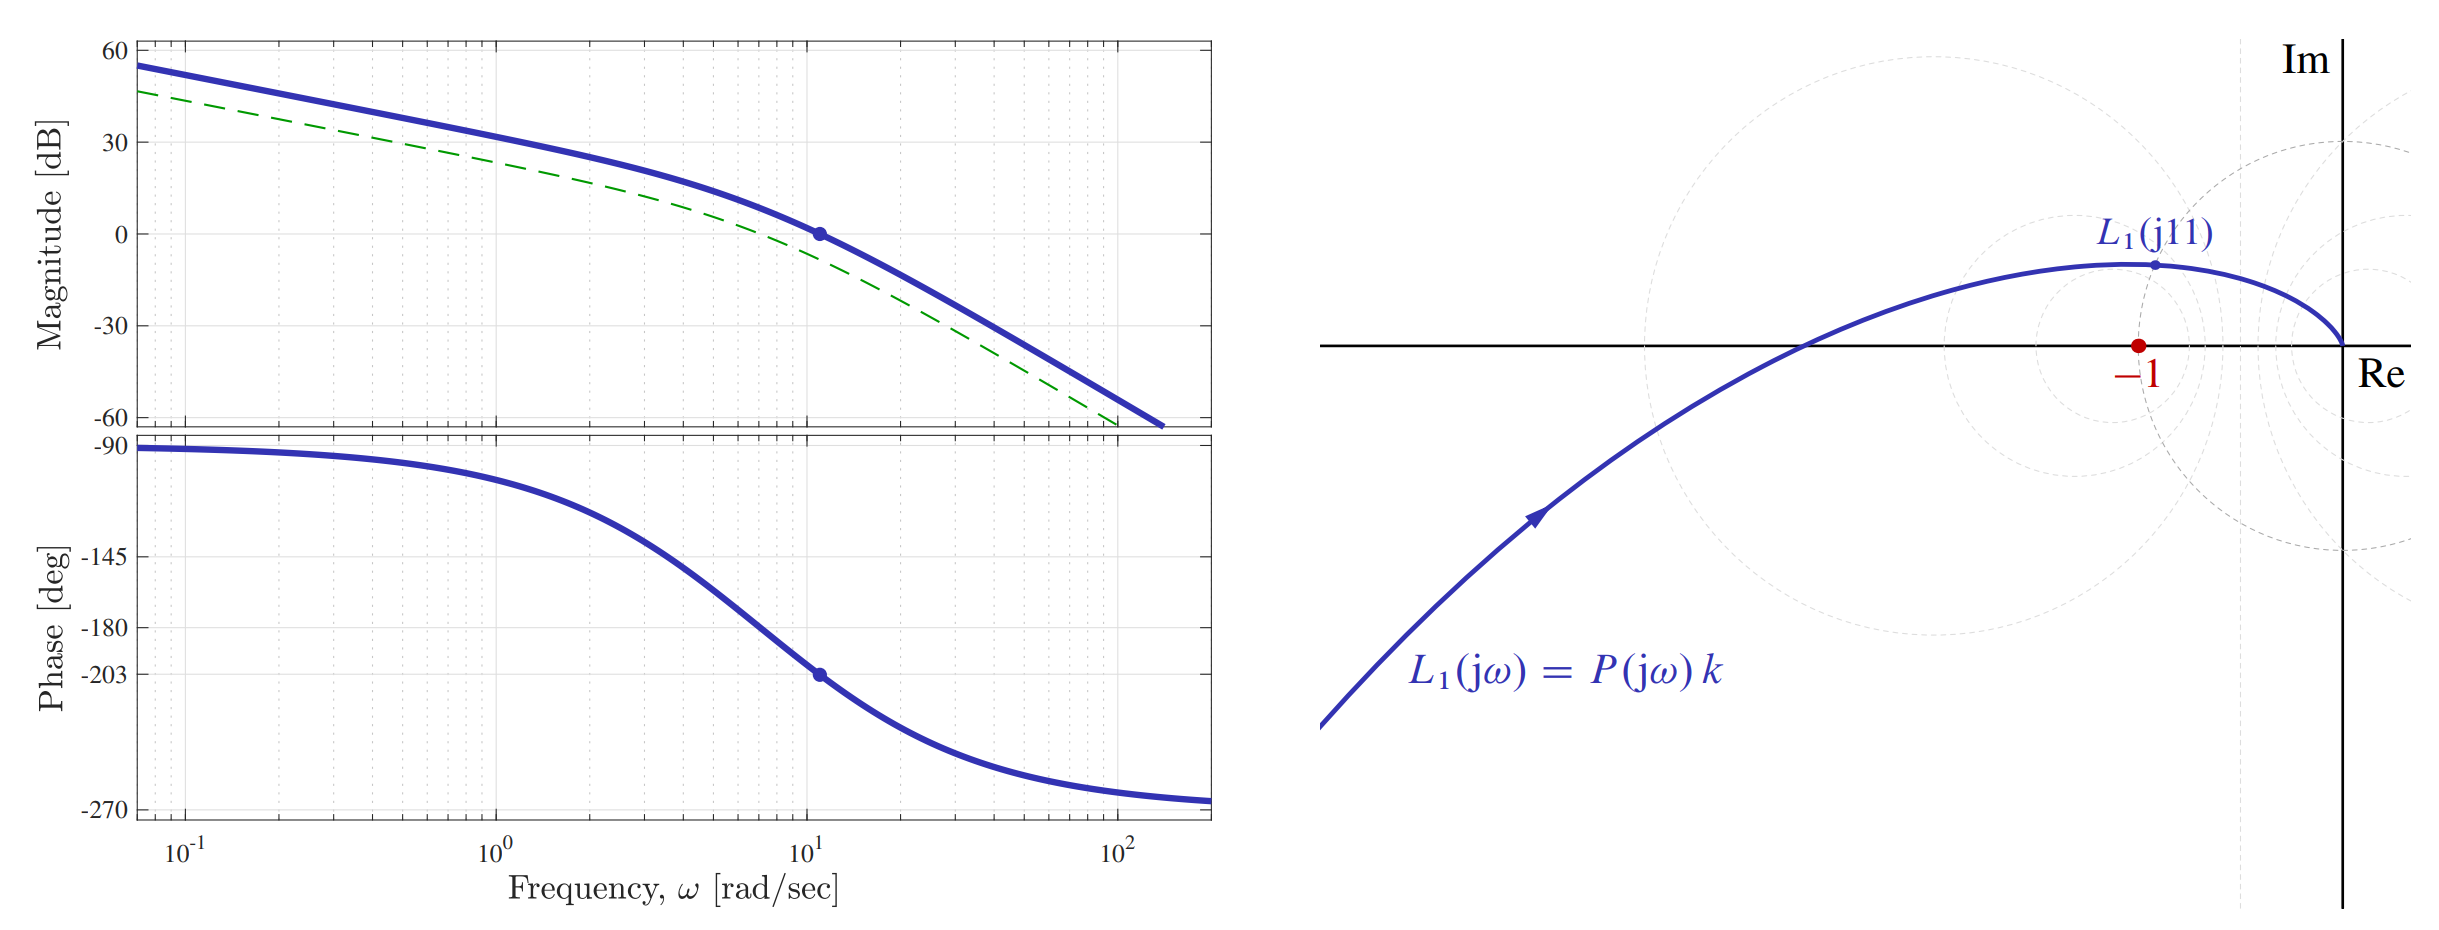 60
30
0
-30
-60
Magnitude [dB]
-90
-145
-180
-203
-270
Phase [deg]
10^-1 10^0 10^1 10^2
Frequency, ω [rad/sec]
Im
L₁(j11)
−1
Re
L₁(jω) = P(jω) k